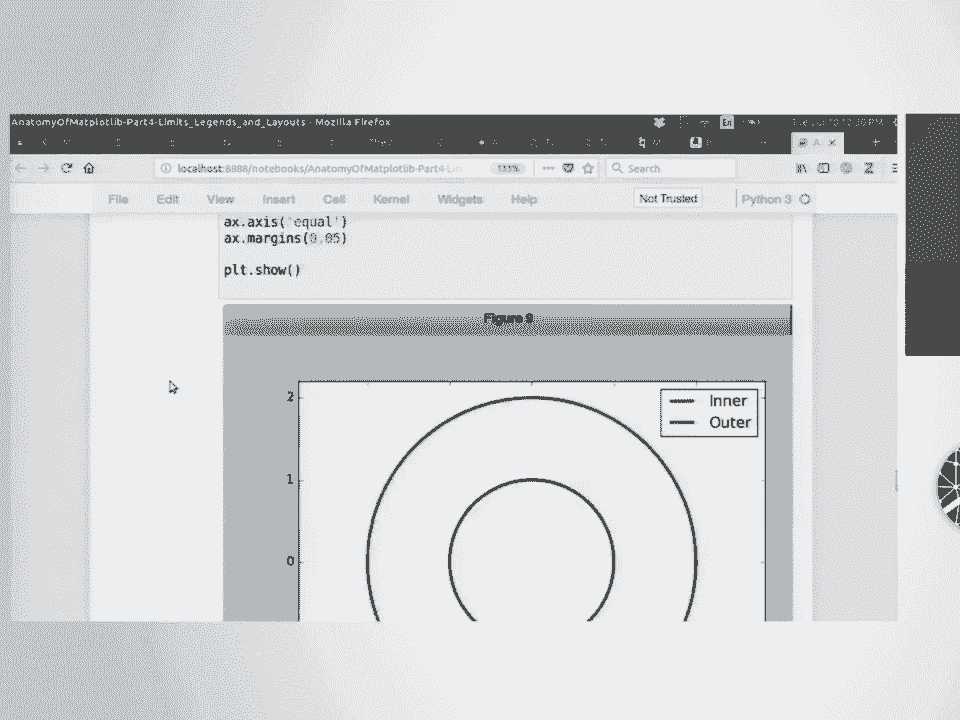 AnatomyOfMatplotlib-Part4-Limits_Legends_and_Layouts - Mozilla Firefox
En
localhost:8888/notebooks/AnatomyOfMatplotlib-Part4-Lim
133%
Search
File Edit View Insert Cell Kernel Widgets Help
Not Trusted
Python 3
ax.axis('equal')
ax.margins(0.05)
plt.show()
Figure 9
2
Inner
Outer
1
0